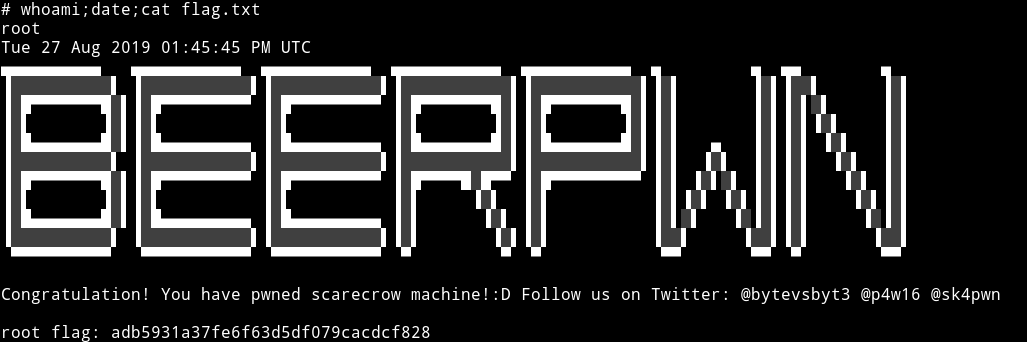 # whoami;date;cat flag.txt
root
Tue 27 Aug 2019 01:45:45 PM UTC
BEERPWN
Congratulation! You have pwned scarecrow machine!:D Follow us on Twitter: @bytevsbyt3 @p4w16 @sk4pwn
root flag: adb5931a37fe6f63d5df079cacdcf828